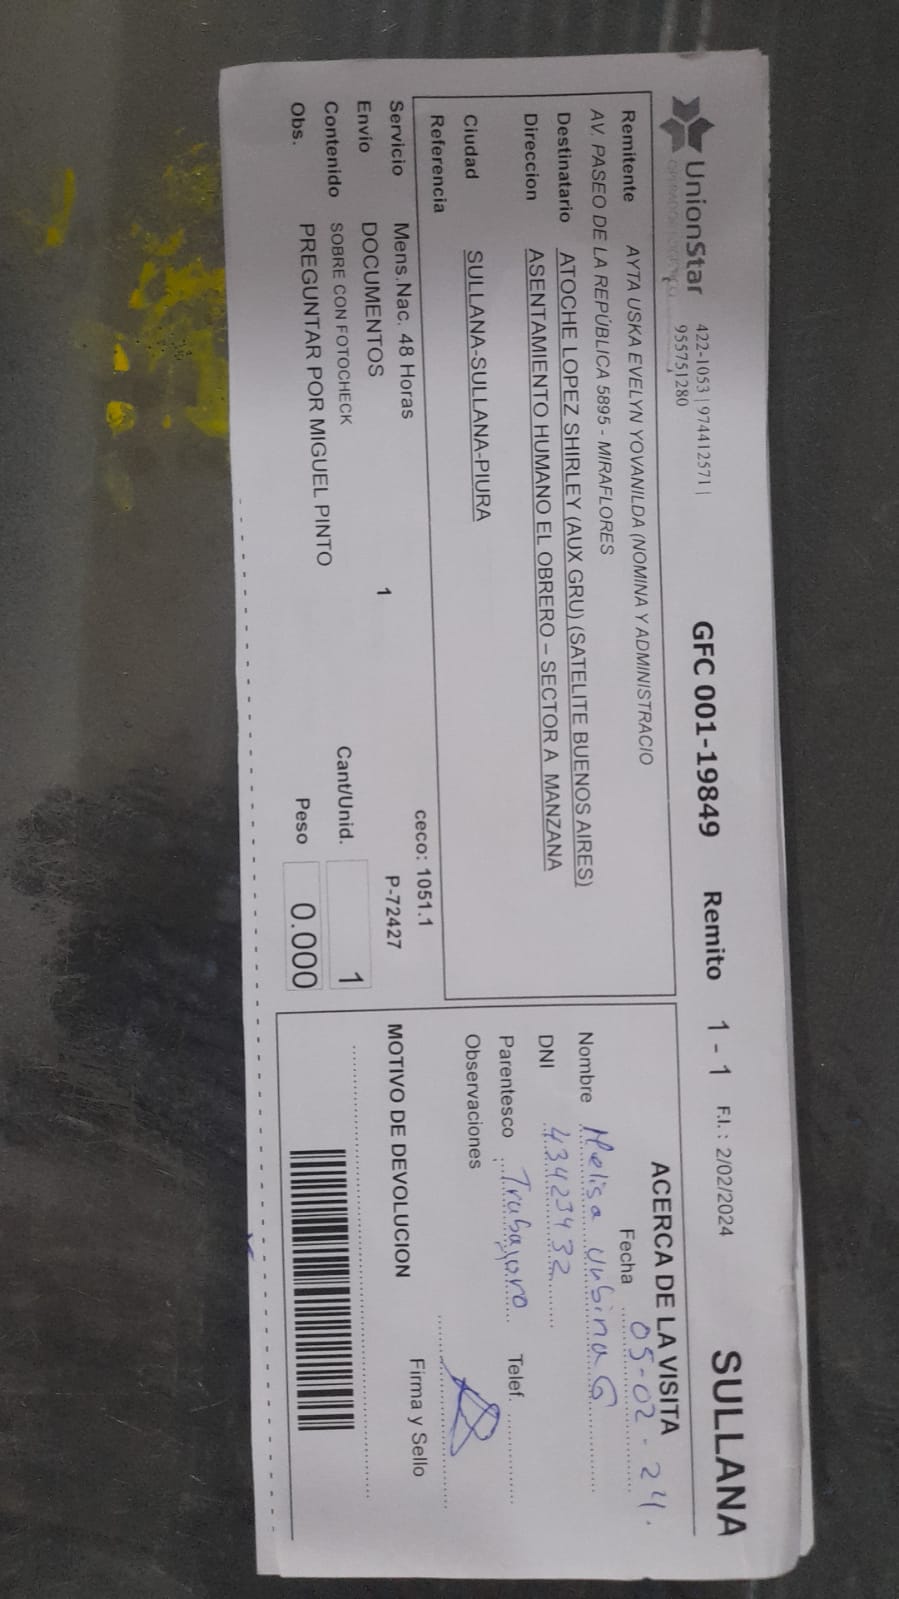 UnionStar
OPERADOR LOGISTICO
422-1053 | 974412571 |
955751280
GFC 001-19849 Remito 1 - 1 F.I. : 2/02/2024 SULLANA
Remitente AYTA USKA EVELYN YOVANILDA (NOMINA Y ADMINISTRACIO
AV. PASEO DE LA REPÚBLICA 5895 - MIRAFLORES
Destinatario ATOCHE LOPEZ SHIRLEY (AUX GRU) (SATELITE BUENOS AIRES)
Direccion ASENTAMIENTO HUMANO EL OBRERO – SECTOR A MANZANA
Ciudad SULLANA-SULLANA-PIURA
Referencia
ceco: 1051.1
Servicio Mens.Nac. 48 Horas 1 P-72427
Envío DOCUMENTOS
Contenido SOBRE CON FOTOCHECK Cant/Unid. 1
Obs. PREGUNTAR POR MIGUEL PINTO Peso 0.000
ACERCA DE LA VISITA
Fecha 05-02-24.
Nombre Melisa Urbina G
DNI 43423432
Parentesco : Trabajoro Telef.
Observaciones
Firma y Sello
MOTIVO DE DEVOLUCION